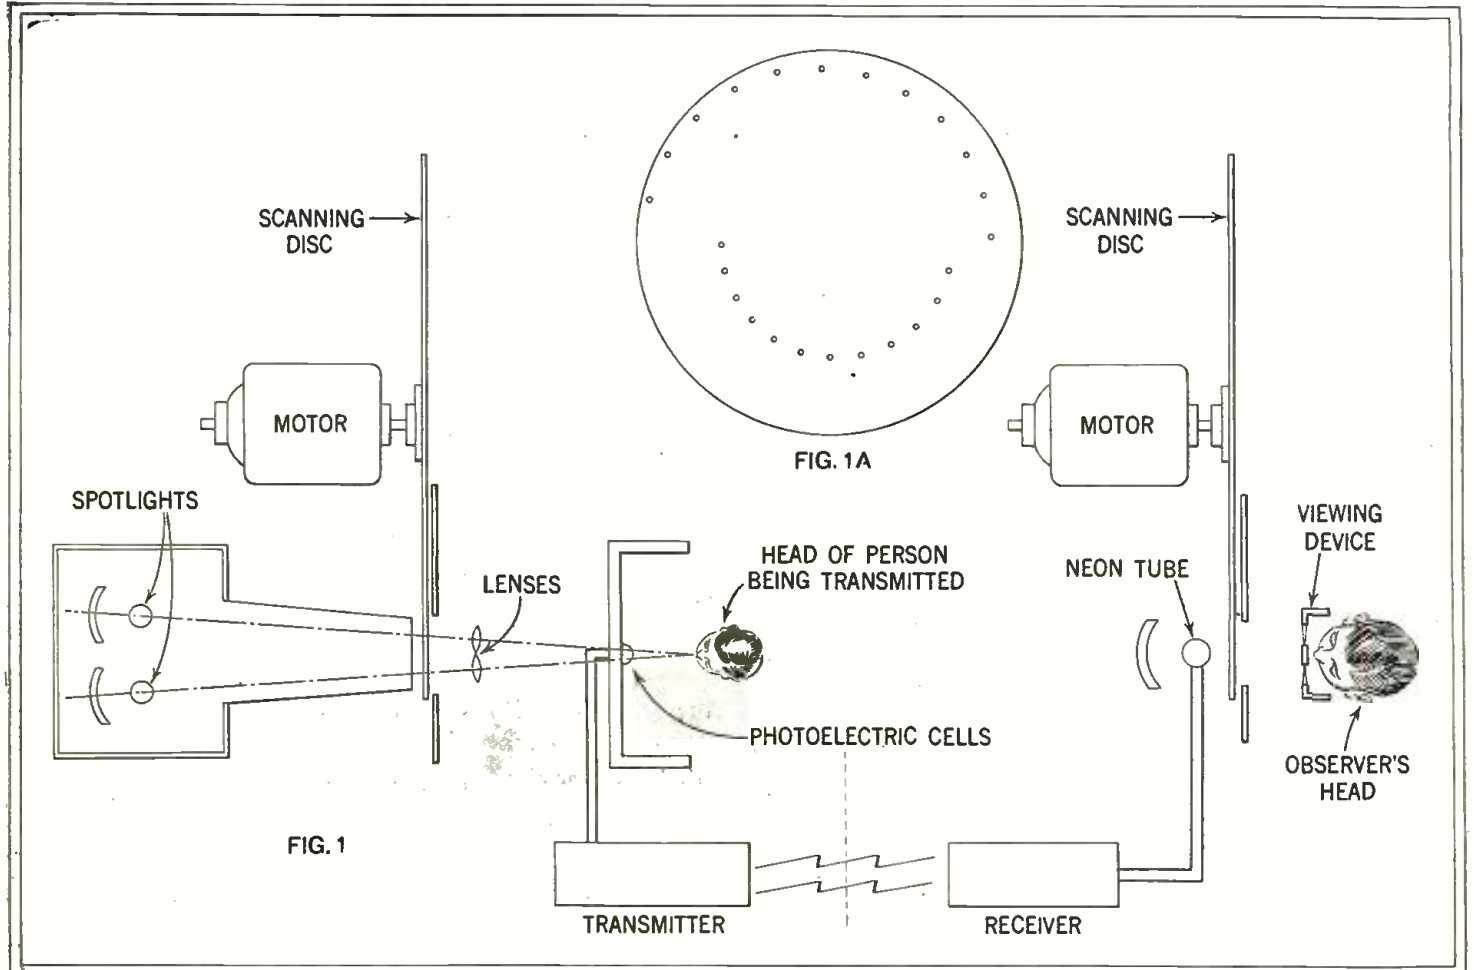 SCANNING
DISC
SCANNING
DISC
MOTOR
MOTOR
FIG. 1A
SPOTLIGHTS
LENSES
HEAD OF PERSON
BEING TRANSMITTED
NEON TUBE
VIEWING
DEVICE
PHOTOELECTRIC CELLS
OBSERVER'S
HEAD
FIG. 1
TRANSMITTER
RECEIVER